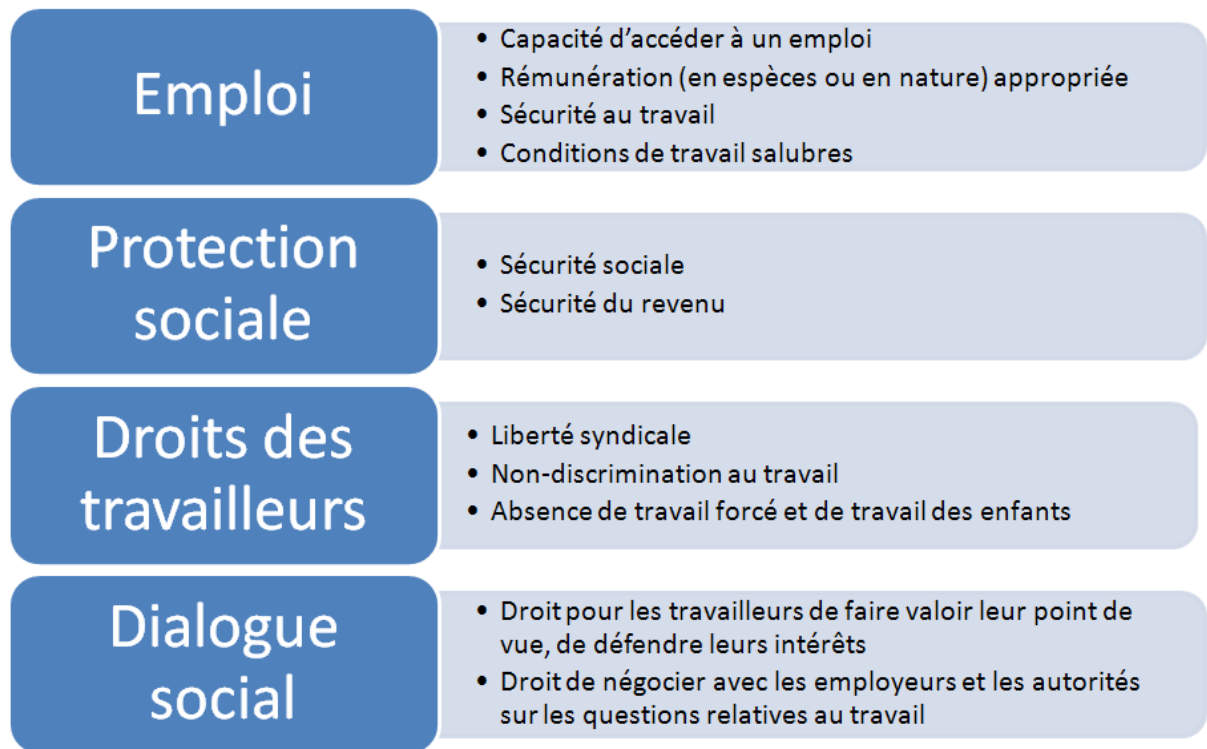 Emploi
• Capacité d’accéder à un emploi
• Rémunération (en espèces ou en nature) appropriée
• Sécurité au travail
• Conditions de travail salubres
Protection
sociale
• Sécurité sociale
• Sécurité du revenu
Droits des
travailleurs
• Liberté syndicale
• Non-discrimination au travail
• Absence de travail forcé et de travail des enfants
Dialogue
social
• Droit pour les travailleurs de faire valoir leur point de
vue, de défendre leurs intérêts
• Droit de négocier avec les employeurs et les autorités
sur les questions relatives au travail